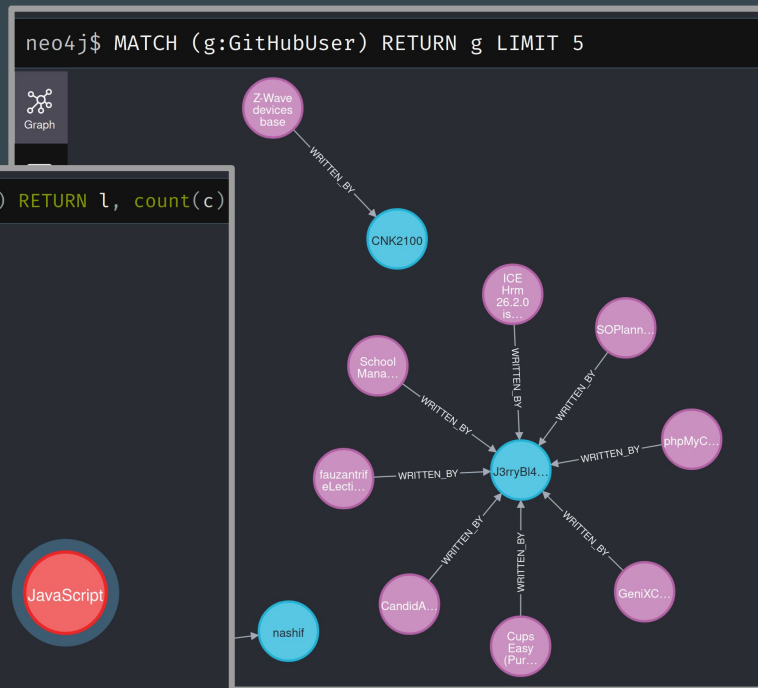 neo4j$ MATCH (g:GitHubUser) RETURN g LIMIT 5
Graph
) RETURN l, count(c)
Z-Wave
devices
base
WRITTEN_BY
CNK2100
ICE
Hrm
26.2.0
is...
WRITTEN_BY
SOPlann...
WRITTEN_BY
School
Mana...
WRITTEN_BY
phpMyC...
WRITTEN_BY
fauzantrif
eLecti...
WRITTEN_BY
J3rryBl4...
CandidA...
WRITTEN_BY
Cups
Easy
(Pur...
WRITTEN_BY
GeniXC...
WRITTEN_BY
JavaScript
nashif